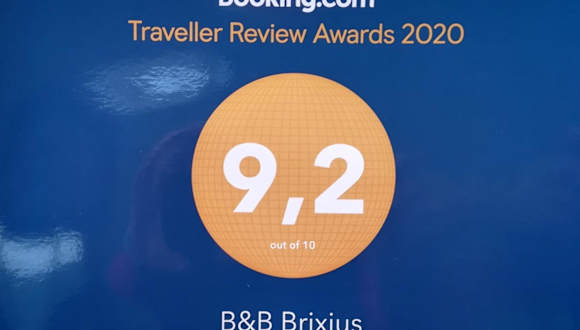 Booking.com
Traveller Review Awards 2020
9,2
out of 10
B&B Brixius